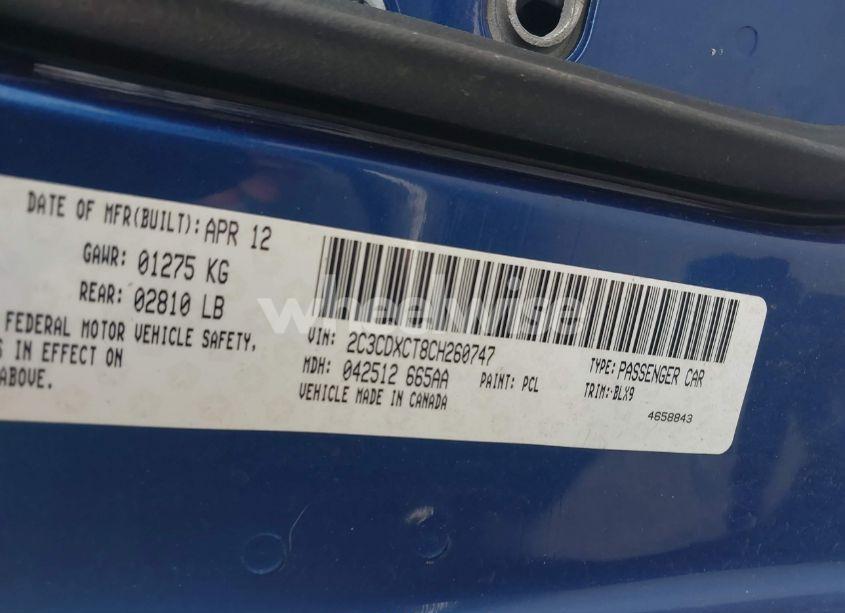 DATE OF MFR(BUILT): APR 12
GAWR: 01275 KG
REAR: 02810 LB
FEDERAL MOTOR VEHICLE SAFETY,
S IN EFFECT ON
ABOVE.
wheelwise
VIN: 2C3CDXCT8CH260747
TYPE: PASSENGER CAR
MDH: 042512 665AA
PAINT: PCL
TRIM: BLX9
VEHICLE MADE IN CANADA
4658843